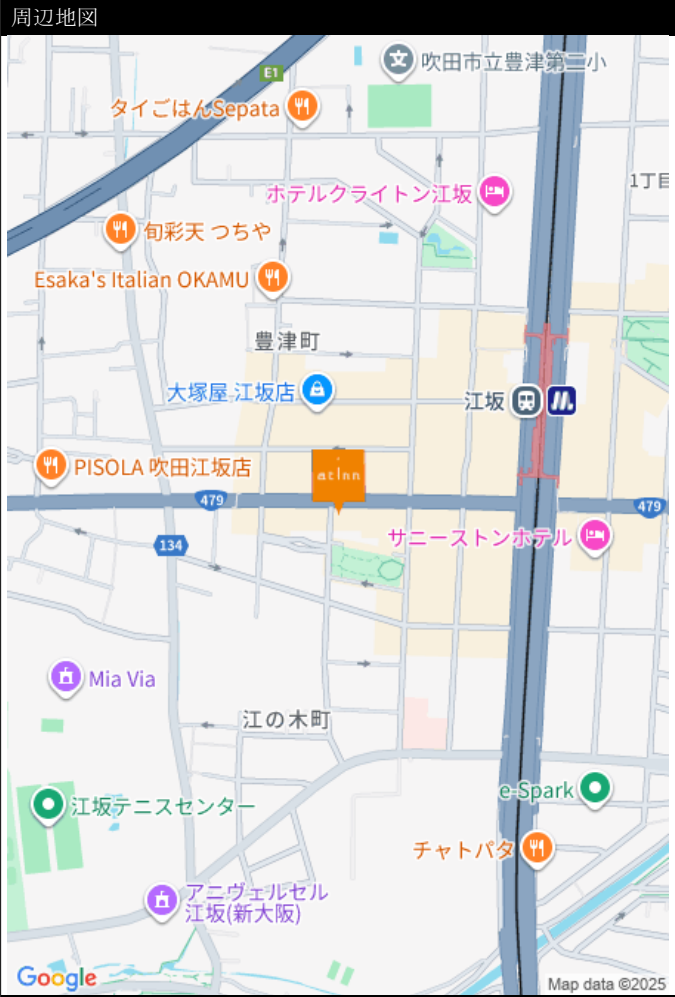 周辺地図
E1
吹田市立豊津第二小
タイごはんSepata
1丁目
ホテルクライトン江坂
旬彩天 つちや
Esaka's Italian OKAMU
豊津町
大塚屋 江坂店
江坂
PISOLA 吹田江坂店
at inn
479
479
サニーストンホテル
134
Mia Via
江の木町
e-Spark
江坂テニスセンター
チャトパタ
アニヴェルセル
江坂(新大阪)
Google
Map data ©2025